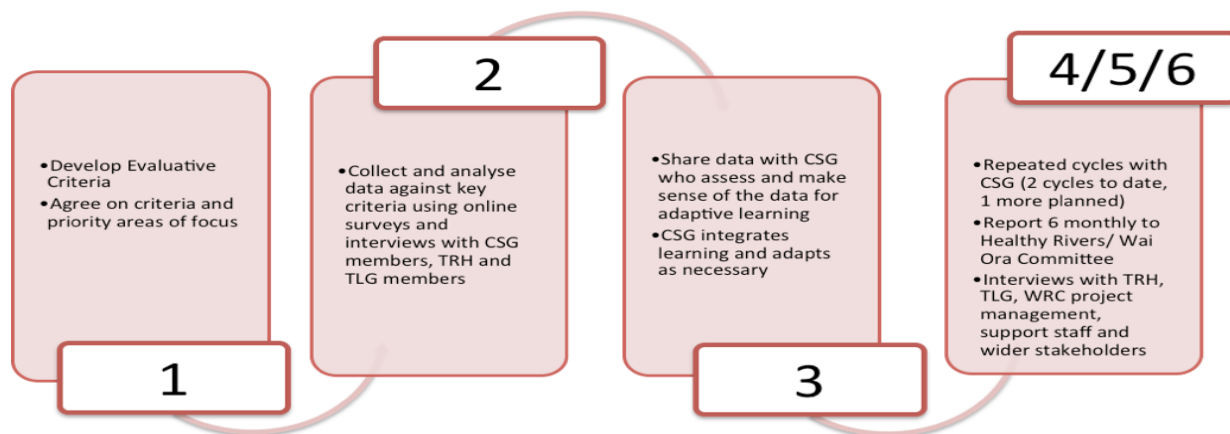 1
•Develop Evaluative
Criteria
•Agree on criteria and
priority areas of focus
2
•Collect and analyse
data against key
criteria using online
surveys and
interviews with CSG
members, TRH and
TLG members
3
•Share data with CSG
who assess and make
sense of the data for
adaptive learning
•CSG integrates
learning and adapts
as necessary
4/5/6
•Repeated cycles with
CSG (2 cycles to date,
1 more planned)
•Report 6 monthly to
Healthy Rivers/ Wai
Ora Committee
•Interviews with TRH,
TLG, WRC project
management,
support staff and
wider stakeholders